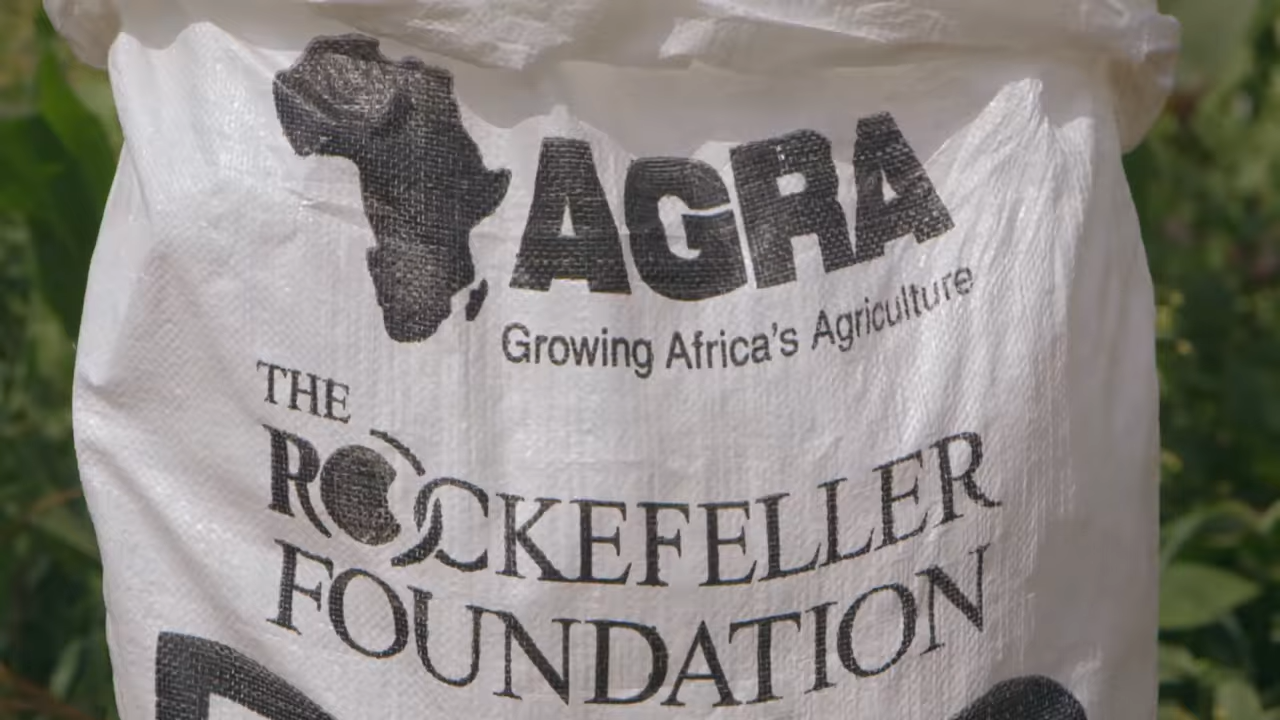 AGRA
Growing Africa's Agriculture
THE
ROCKEFELLER
FOUNDATION